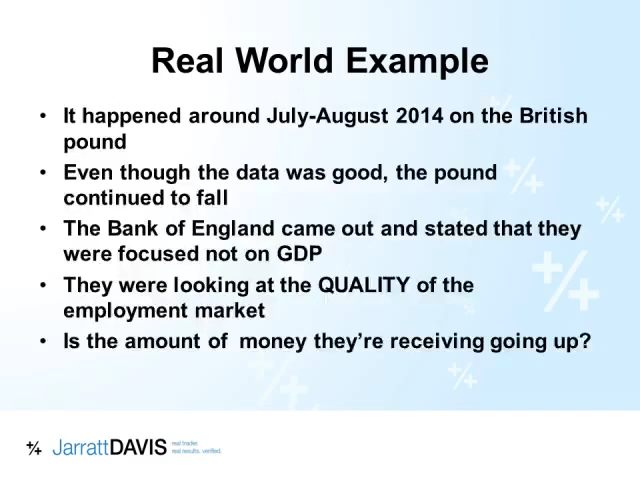 Real World Example
• It happened around July-August 2014 on the British
pound
• Even though the data was good, the pound
continued to fall
• The Bank of England came out and stated that they
were focused not on GDP
• They were looking at the QUALITY of the
employment market
• Is the amount of  money they’re receiving going up?
+/+ JarrattDAVIS
real trades
real results. verified.